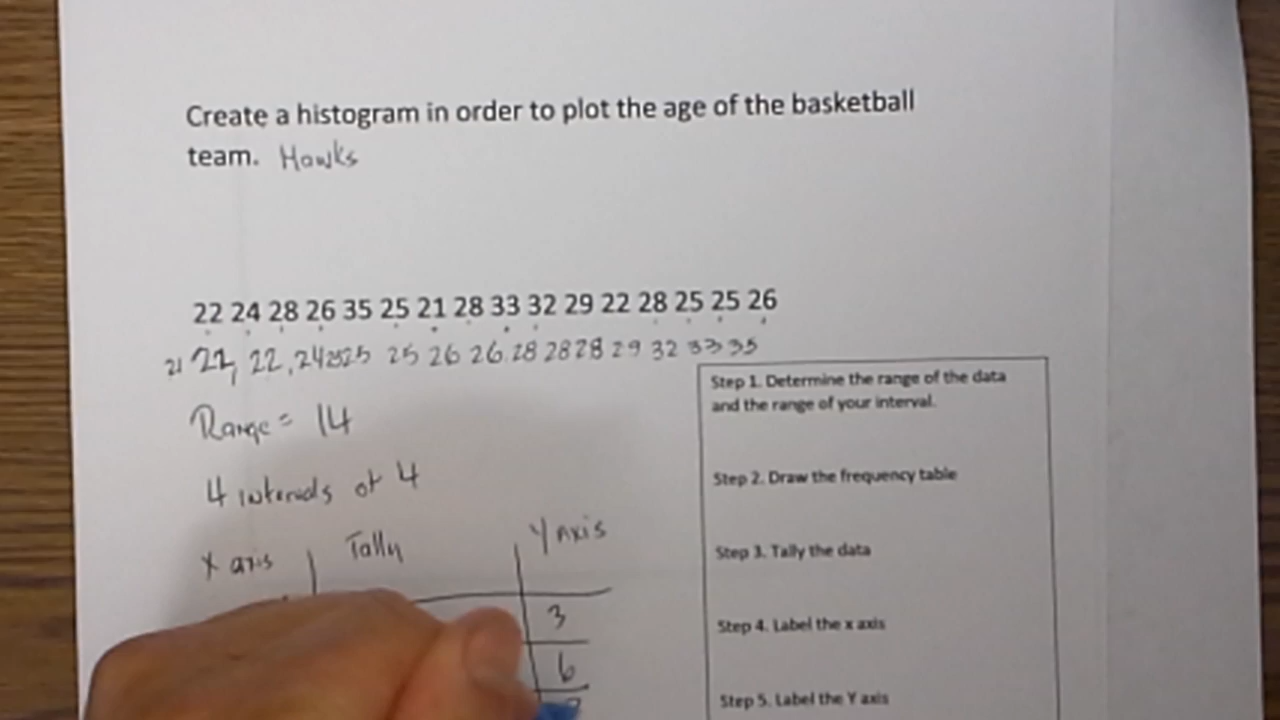 Create a histogram in order to plot the age of the basketball
team. Hawks
22 24 28 26 35 25 21 28 33 32 29 22 28 25 25 26
21 22, 22, 24 25 25 25 26 26 28 28 28 29 32 33 35
Range = 14
4 intervals of 4
X axis Tally Y Axis
3
6
Step 1. Determine the range of the data
and the range of your interval.
Step 2. Draw the frequency table
Step 3. Tally the data
Step 4. Label the x axis
Step 5. Label the Y axis